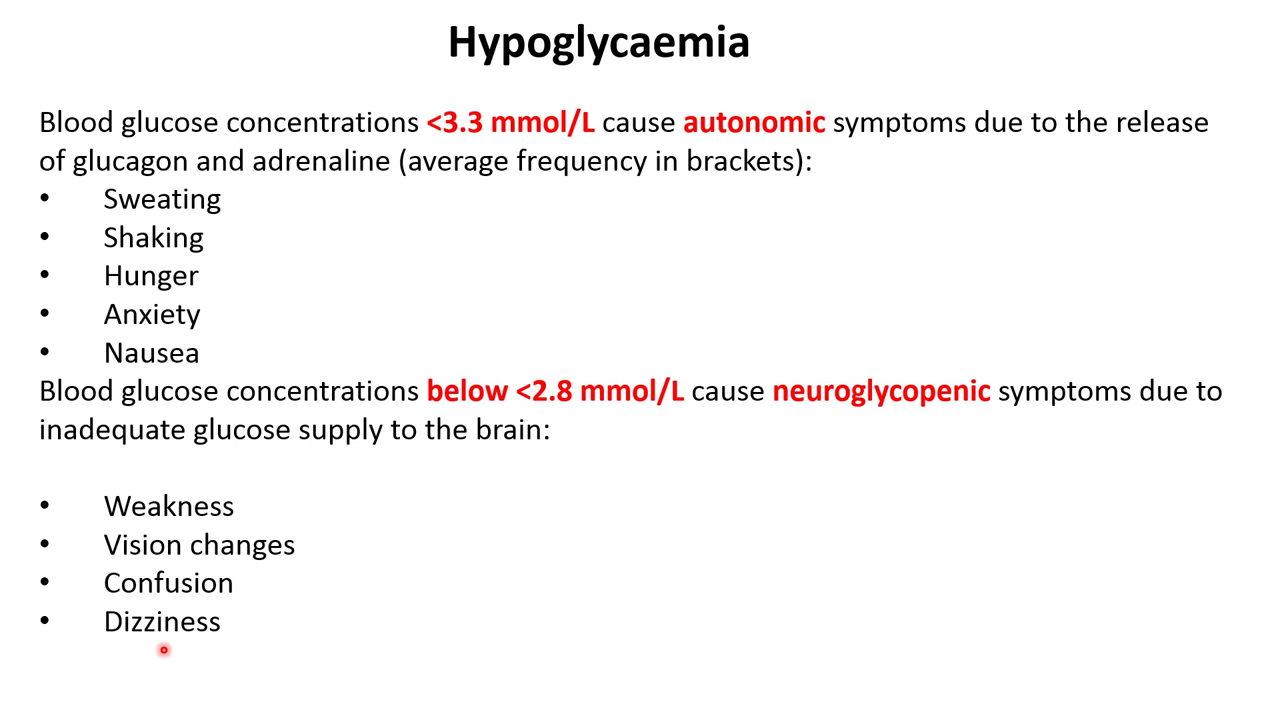 Hypoglycaemia
Blood glucose concentrations <3.3 mmol/L cause autonomic symptoms due to the release
of glucagon and adrenaline (average frequency in brackets):
• Sweating
• Shaking
• Hunger
• Anxiety
• Nausea
Blood glucose concentrations below <2.8 mmol/L cause neuroglycopenic symptoms due to
inadequate glucose supply to the brain:
• Weakness
• Vision changes
• Confusion
• Dizziness